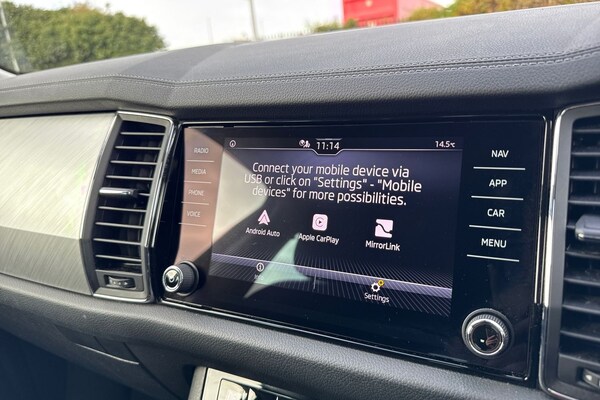 11:14
14.5°C
RADIO
MEDIA
PHONE
VOICE
Connect your mobile device via
USB or click on "Settings" - "Mobile
devices" for more possibilities.
Android Auto
Apple CarPlay
MirrorLink
Settings
NAV
APP
CAR
MENU